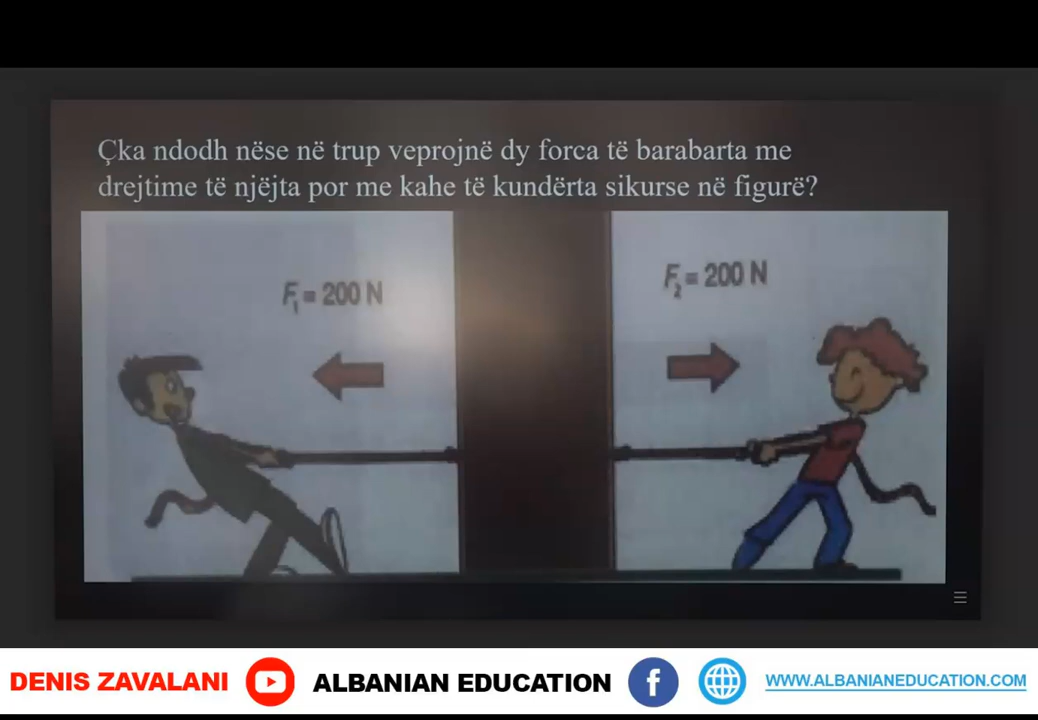 Çka ndodh nëse në trup veprojnë dy forca të barabarta me
drejtime të njëjta por me kahe të kundërta sikurse në figurë?
F₁ = 200 N
F₂ = 200 N
DENIS ZAVALANI
ALBANIAN EDUCATION
WWW.ALBANIANEDUCATION.COM